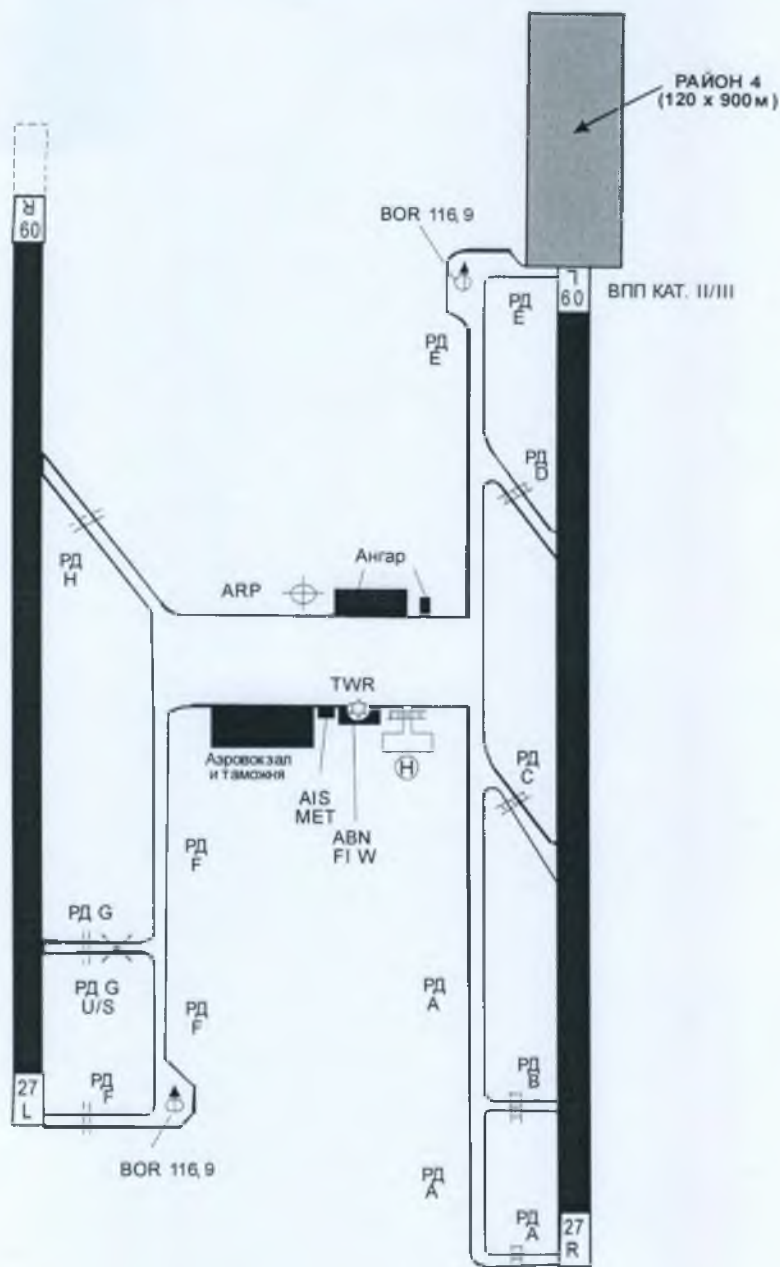 РАЙОН 4
(120 x 900 м)
R
09
BOR 116,9
L
09
ВПП КАТ. II/III
РД
E
РД
E
РД
D
РД
H
ARP
Ангар
TWR
Аэровокзал
и таможня
AIS
MET
ABN
FI W
H
РД
C
РД
F
РД G
РД G
U/S
РД
F
РД
A
РД
B
27
L
РД
F
BOR 116,9
РД
A
РД
A
27
R